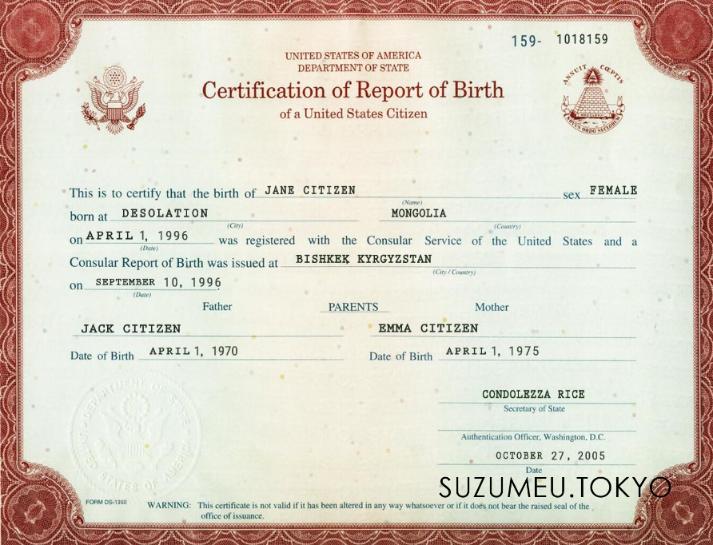 159- 1018159
UNITED STATES OF AMERICA
DEPARTMENT OF STATE
Certification of Report of Birth
of a United States Citizen
ANNUIT CŒPTIS
This is to certify that the birth of JANE CITIZEN sex FEMALE
(Name)
born at DESOLATION MONGOLIA
(City) (Country)
on APRIL 1, 1996 was registered with the Consular Service of the United States and a
(Date)
Consular Report of Birth was issued at BISHKEK KYRGYZSTAN
(City / Country)
on SEPTEMBER 10, 1996
(Date)
Father PARENTS Mother
JACK CITIZEN EMMA CITIZEN
Date of Birth APRIL 1, 1970 Date of Birth APRIL 1, 1975
CONDOLEZZA RICE
Secretary of State
Authentication Officer, Washington, D.C.
OCTOBER 27, 2005
Date
DEPARTMENT OF STATE
UNITED STATES OF AMERICA
SUZUMEU.TOKYO
FORM DS-1350 WARNING: This certificate is not valid if it has been altered in any way whatsoever or if it does not bear the raised seal of the
office of issuance.